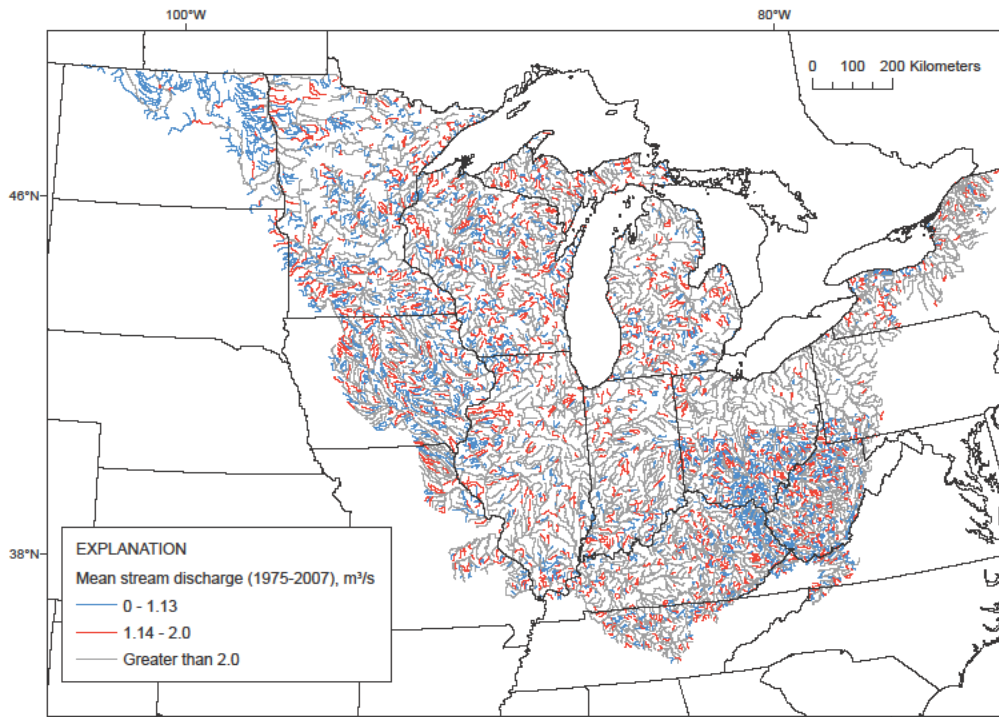 100°W
80°W
0 100 200 Kilometers
46°N
38°N
EXPLANATION
Mean stream discharge (1975-2007), m³/s
0 - 1.13
1.14 - 2.0
Greater than 2.0